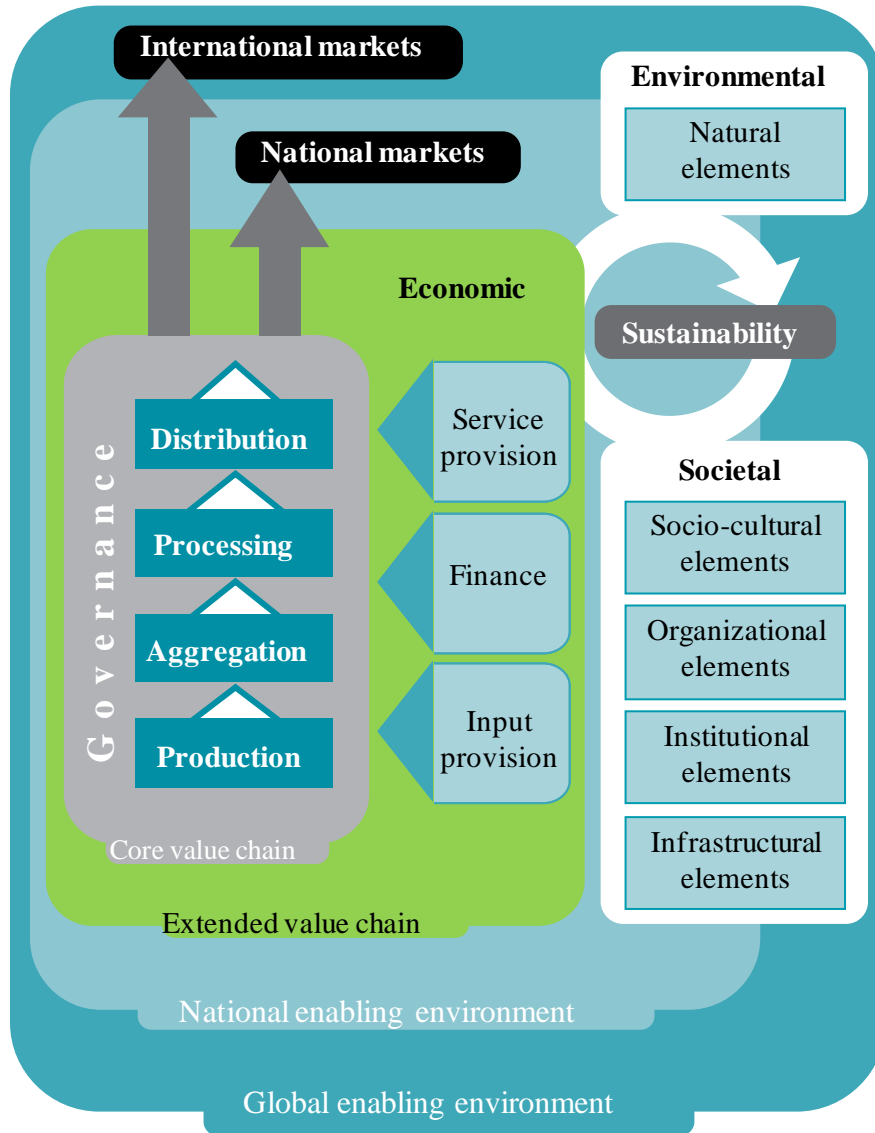 International markets
National markets
Environmental
Natural
elements
Economic
Sustainability
Governance
Distribution
Processing
Aggregation
Production
Service
provision
Finance
Input
provision
Societal
Socio-cultural
elements
Organizational
elements
Institutional
elements
Infrastructural
elements
Core value chain
Extended value chain
National enabling environment
Global enabling environment